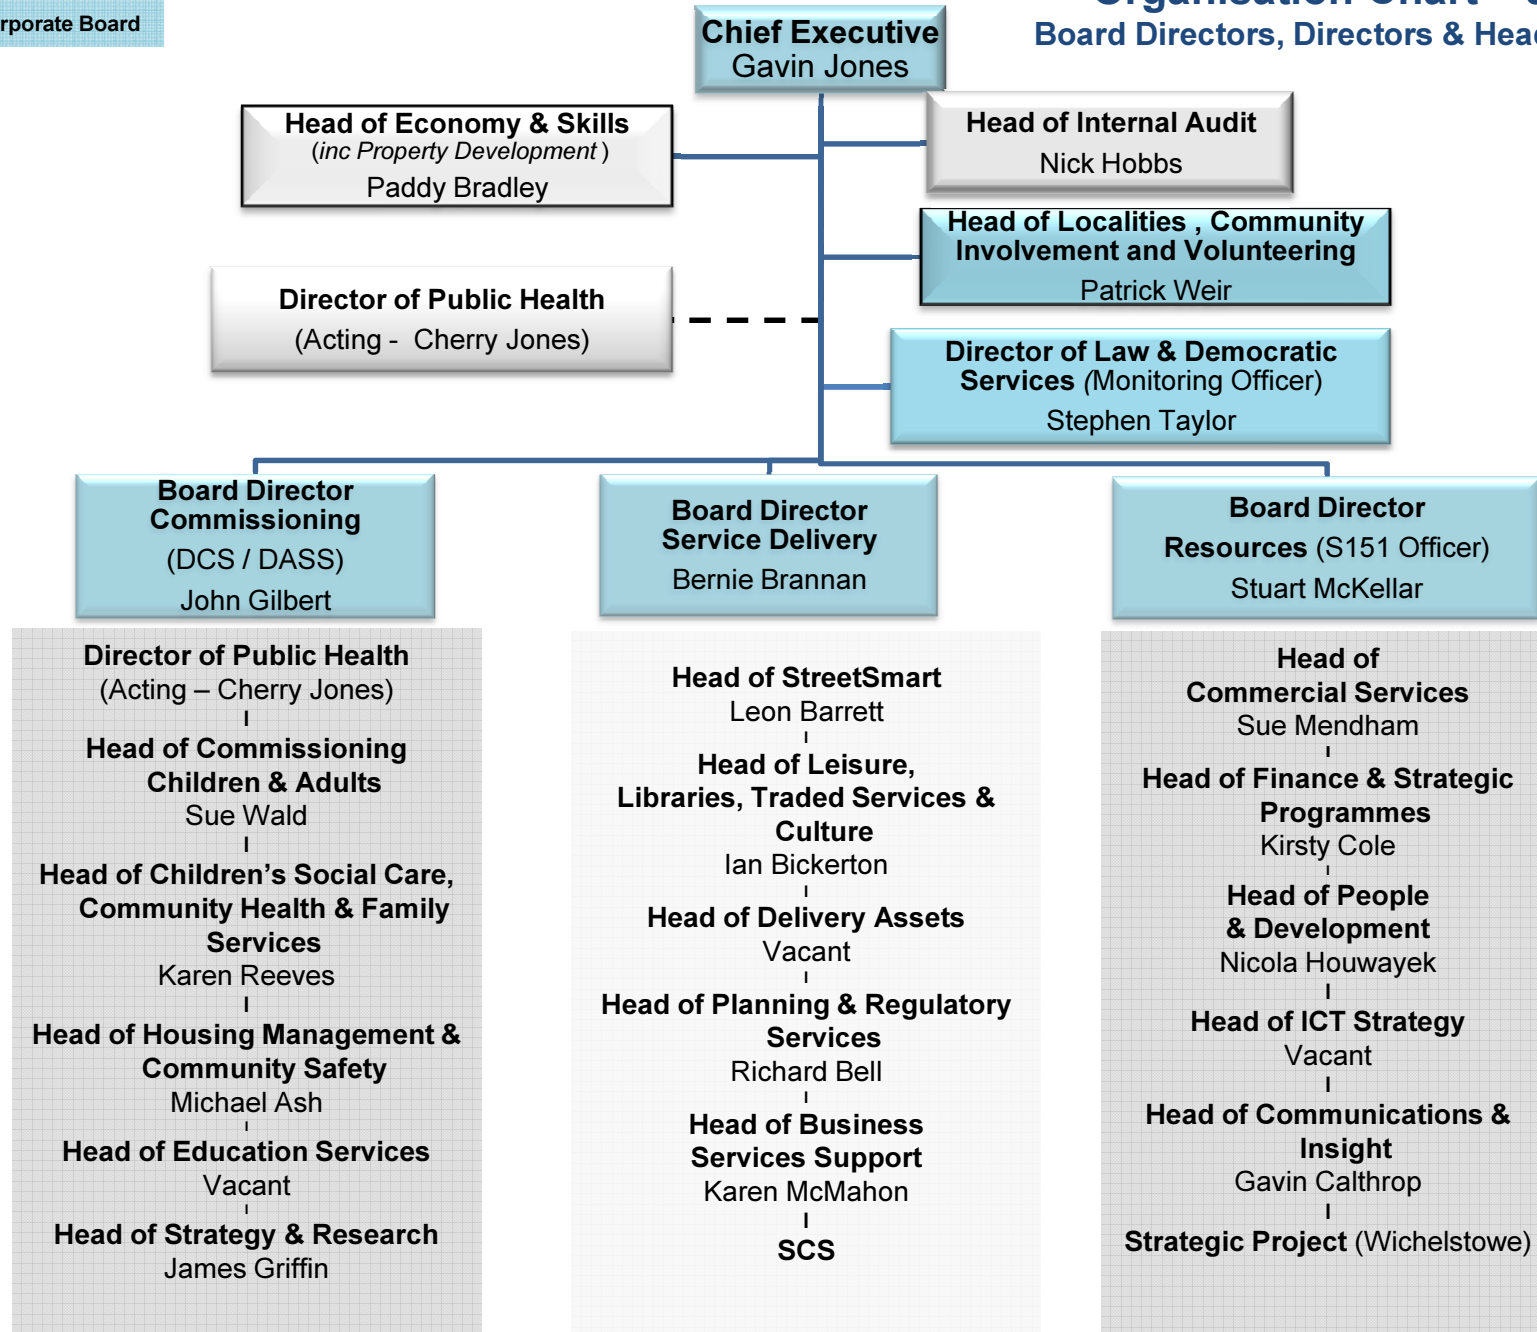 rporate Board
Organisation Chart
Board Directors, Directors & Hea
Chief Executive
Gavin Jones
Head of Economy & Skills
(inc Property Development )
Paddy Bradley
Head of Internal Audit
Nick Hobbs
Head of Localities , Community
Involvement and Volunteering
Patrick Weir
Director of Public Health
(Acting - Cherry Jones)
Director of Law & Democratic
Services (Monitoring Officer)
Stephen Taylor
Board Director
Commissioning
(DCS / DASS)
John Gilbert
Director of Public Health
(Acting – Cherry Jones)
Head of Commissioning
Children & Adults
Sue Wald
Head of Children’s Social Care,
Community Health & Family
Services
Karen Reeves
Head of Housing Management &
Community Safety
Michael Ash
Head of Education Services
Vacant
Head of Strategy & Research
James Griffin
Board Director
Service Delivery
Bernie Brannan
Head of StreetSmart
Leon Barrett
Head of Leisure,
Libraries, Traded Services &
Culture
Ian Bickerton
Head of Delivery Assets
Vacant
Head of Planning & Regulatory
Services
Richard Bell
Head of Business
Services Support
Karen McMahon
SCS
Board Director
Resources (S151 Officer)
Stuart McKellar
Head of
Commercial Services
Sue Mendham
Head of Finance & Strategic
Programmes
Kirsty Cole
Head of People
& Development
Nicola Houwayek
Head of ICT Strategy
Vacant
Head of Communications &
Insight
Gavin Calthrop
Strategic Project (Wichelstowe)